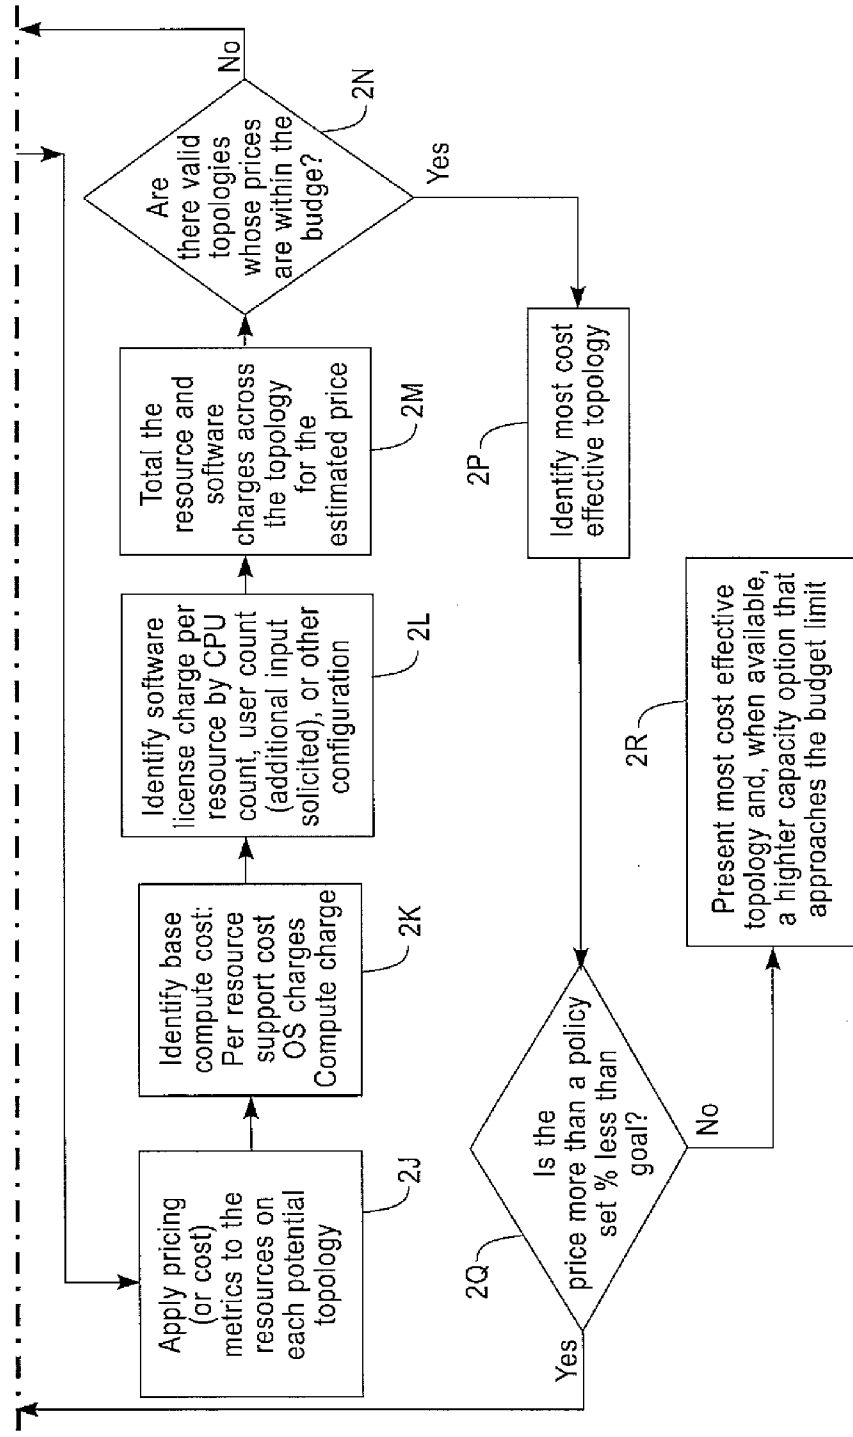 Apply pricing
(or cost)
metrics to the
resources on
each potential
topology
2J
Identify base
compute cost:
Per resource
support cost
OS charges
Compute charge
2K
Identify software
license charge per
resource by CPU
count, user count
(additional input
solicited), or other
configuration
2L
Total the
resource and
software
charges across
the topology
for the
estimated price
2M
Are
there valid
topologies
whose prices
are within the
budge?
2N
No
Yes
2P
Identify most cost
effective topology
2Q
Is the
price more than a policy
set % less than
goal?
Yes
No
2R
Present most cost effective
topology and, when available,
a highter capacity option that
approaches the budget limit